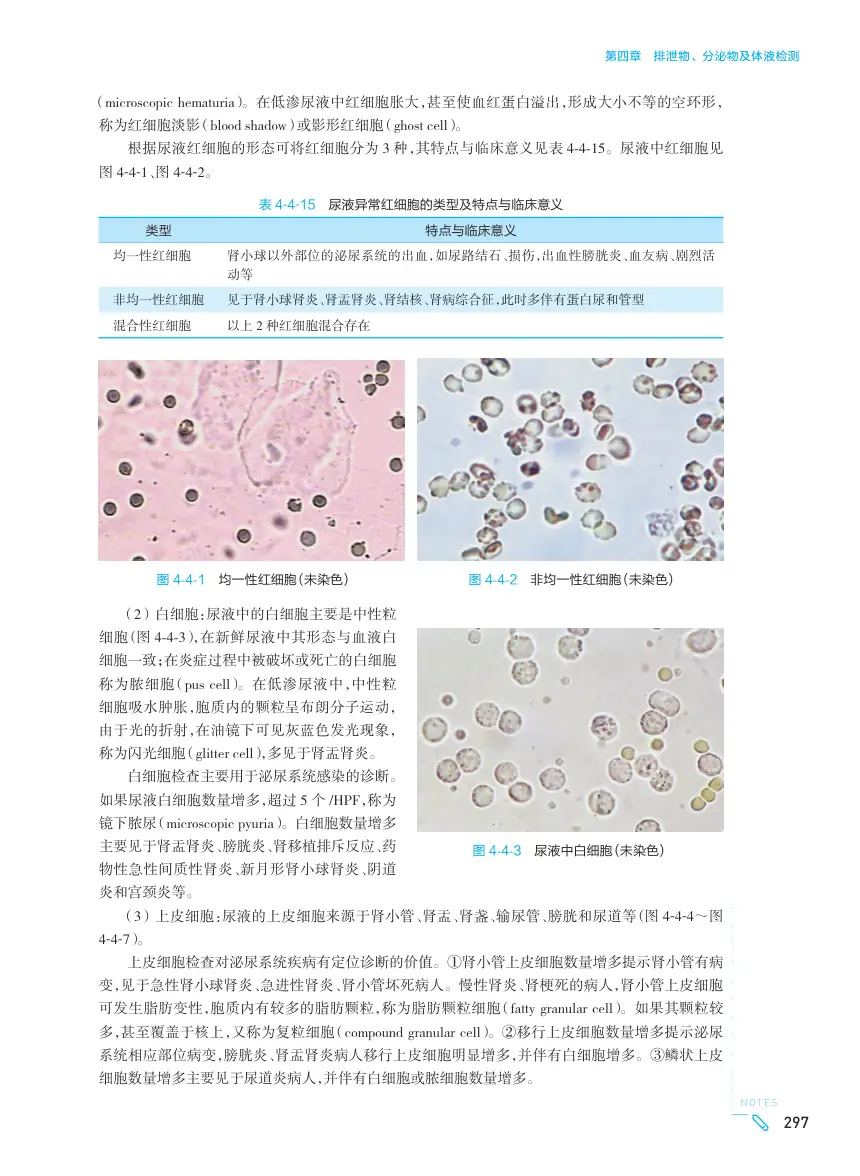 第四章 排泄物、分泌物及体液检测
（microscopic hematuria）。在低渗尿液中红细胞胀大，甚至使血红蛋白溢出，形成大小不等的空环形，
称为红细胞淡影（blood shadow）或影形红细胞（ghost cell）。
根据尿液红细胞的形态可将红细胞分为 3 种，其特点与临床意义见表 4-4-15。尿液中红细胞见
图 4-4-1、图 4-4-2。
表 4-4-15 尿液异常红细胞的类型及特点与临床意义
类型 特点与临床意义
均一性红细胞 肾小球以外部位的泌尿系统的出血，如尿路结石、损伤，出血性膀胱炎、血友病、剧烈活
动等
非均一性红细胞 见于肾小球肾炎、肾盂肾炎、肾结核、肾病综合征，此时多伴有蛋白尿和管型
混合性红细胞 以上 2 种红细胞混合存在
图 4-4-1 均一性红细胞（未染色）
图 4-4-2 非均一性红细胞（未染色）
（2）白细胞：尿液中的白细胞主要是中性粒
细胞（图 4-4-3），在新鲜尿液中其形态与血液白
细胞一致；在炎症过程中被破坏或死亡的白细胞
称为脓细胞（pus cell）。在低渗尿液中，中性粒
细胞吸水肿胀，胞质内的颗粒呈布朗分子运动，
由于光的折射，在油镜下可见灰蓝色发光现象，
称为闪光细胞（glitter cell），多见于肾盂肾炎。
白细胞检查主要用于泌尿系统感染的诊断。
如果尿液白细胞数量增多，超过 5 个 /HPF，称为
镜下脓尿（microscopic pyuria）。白细胞数量增多
主要见于肾盂肾炎、膀胱炎、肾移植排斥反应、药
物性急性间质性肾炎、新月形肾小球肾炎、阴道
炎和宫颈炎等。
图 4-4-3 尿液中白细胞（未染色）
（3）上皮细胞：尿液的上皮细胞来源于肾小管、肾盂、肾盏、输尿管、膀胱和尿道等（图 4-4-4～图
4-4-7）。
上皮细胞检查对泌尿系统疾病有定位诊断的价值。①肾小管上皮细胞数量增多提示肾小管有病
变，见于急性肾小球肾炎、急进性肾炎、肾小管坏死病人。慢性肾炎、肾梗死的病人，肾小管上皮细胞
可发生脂肪变性，胞质内有较多的脂肪颗粒，称为脂肪颗粒细胞（fatty granular cell）。如果其颗粒较
多，甚至覆盖于核上，又称为复粒细胞（compound granular cell）。②移行上皮细胞数量增多提示泌尿
系统相应部位病变，膀胱炎、肾盂肾炎病人移行上皮细胞明显增多，并伴有白细胞增多。③鳞状上皮
细胞数量增多主要见于尿道炎病人，并伴有白细胞或脓细胞数量增多。
NOTES
297